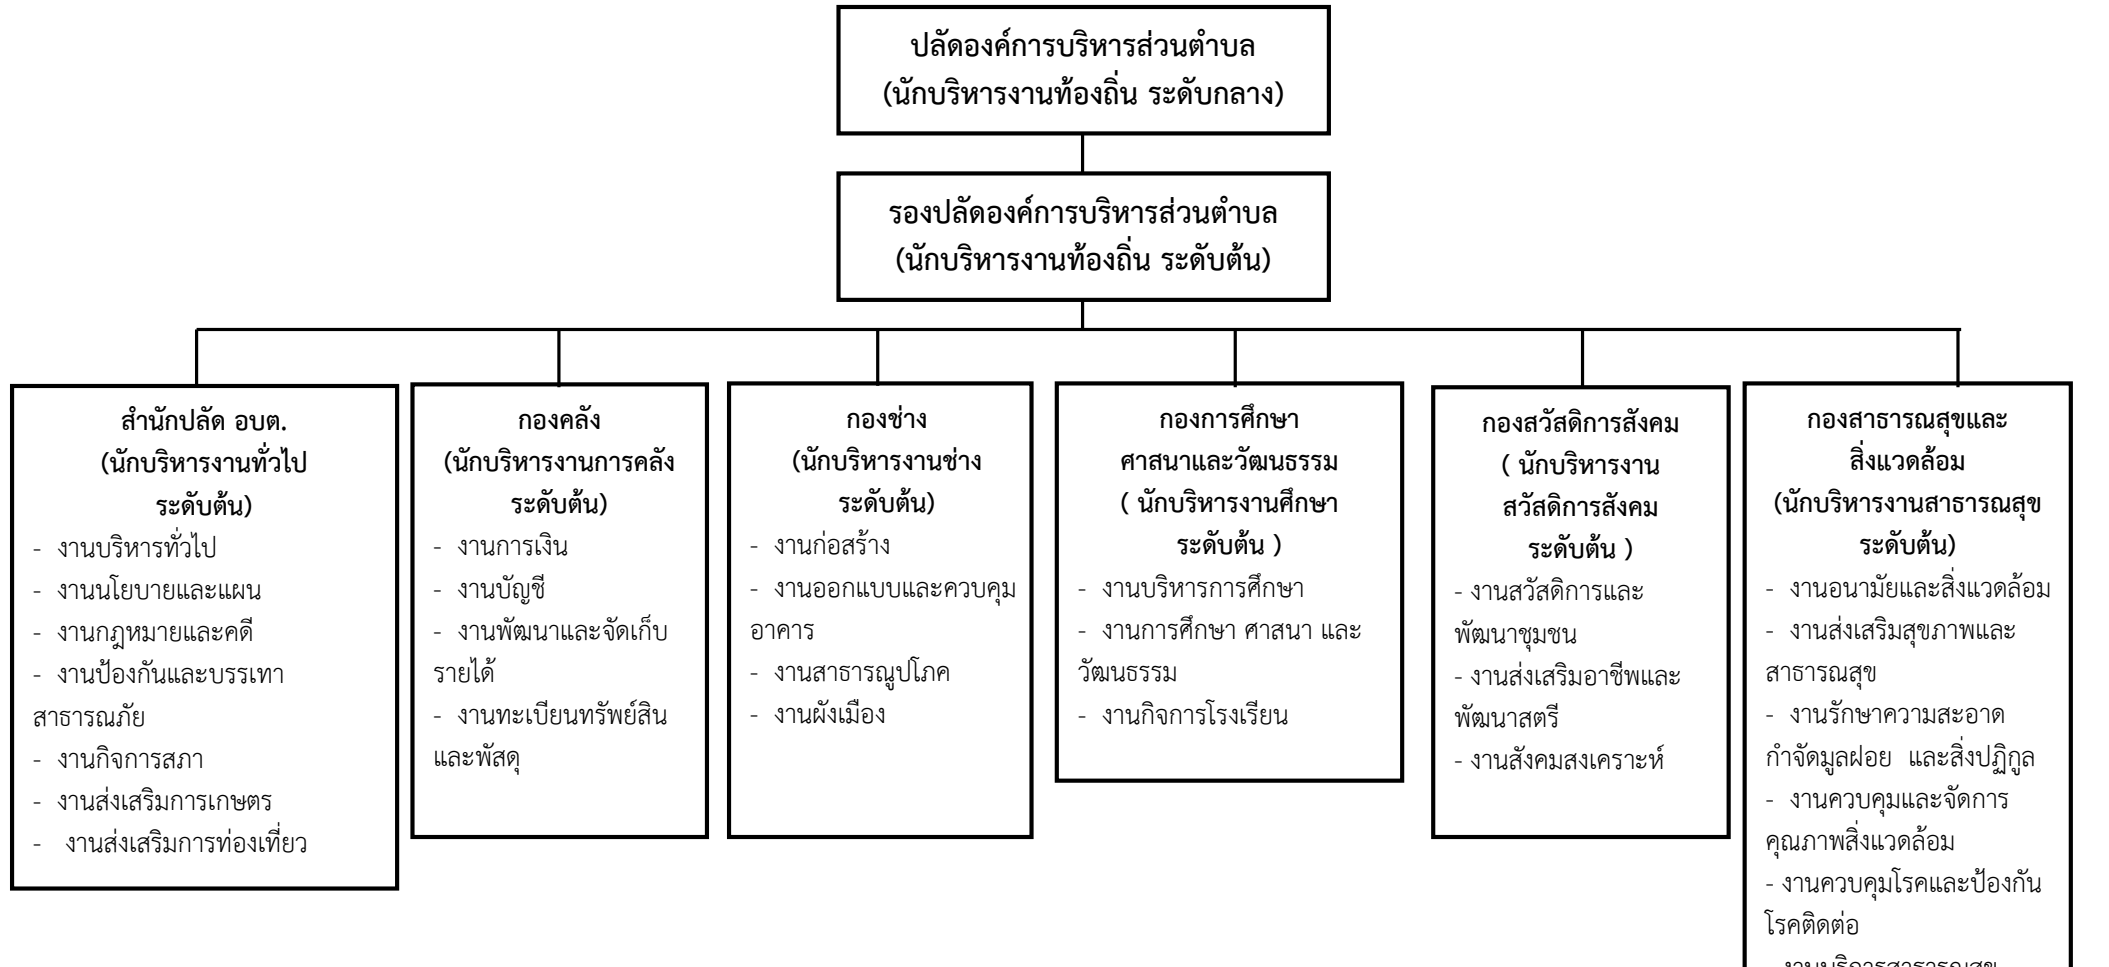 ปลัดองค์การบริหารส่วนตำบล
(นักบริหารงานท้องถิ่น ระดับกลาง)
รองปลัดองค์การบริหารส่วนตำบล
(นักบริหารงานท้องถิ่น ระดับต้น)
สำนักปลัด อบต.
(นักบริหารงานทั่วไป
ระดับต้น)
- งานบริหารทั่วไป
- งานนโยบายและแผน
- งานกฎหมายและคดี
- งานป้องกันและบรรเทา
สาธารณภัย
- งานกิจการสภา
- งานส่งเสริมการเกษตร
- งานส่งเสริมการท่องเที่ยว
กองคลัง
(นักบริหารงานการคลัง
ระดับต้น)
- งานการเงิน
- งานบัญชี
- งานพัฒนาและจัดเก็บ
รายได้
- งานทะเบียนทรัพย์สิน
และพัสดุ
กองช่าง
(นักบริหารงานช่าง
ระดับต้น)
- งานก่อสร้าง
- งานออกแบบและควบคุม
อาคาร
- งานสาธารณูปโภค
- งานผังเมือง
กองการศึกษา
ศาสนาและวัฒนธรรม
( นักบริหารงานศึกษา
ระดับต้น )
- งานบริหารการศึกษา
- งานการศึกษา ศาสนา และ
วัฒนธรรม
- งานกิจการโรงเรียน
กองสวัสดิการสังคม
( นักบริหารงาน
สวัสดิการสังคม
ระดับต้น )
- งานสวัสดิการและ
พัฒนาชุมชน
- งานส่งเสริมอาชีพและ
พัฒนาสตรี
- งานสังคมสงเคราะห์
กองสาธารณสุขและ
สิ่งแวดล้อม
(นักบริหารงานสาธารณสุข
ระดับต้น)
- งานอนามัยและสิ่งแวดล้อม
- งานส่งเสริมสุขภาพและ
สาธารณสุข
- งานรักษาความสะอาด
กำจัดมูลฝอย และสิ่งปฏิกูล
- งานควบคุมและจัดการ
คุณภาพสิ่งแวดล้อม
- งานควบคุมโรคและป้องกัน
โรคติดต่อ